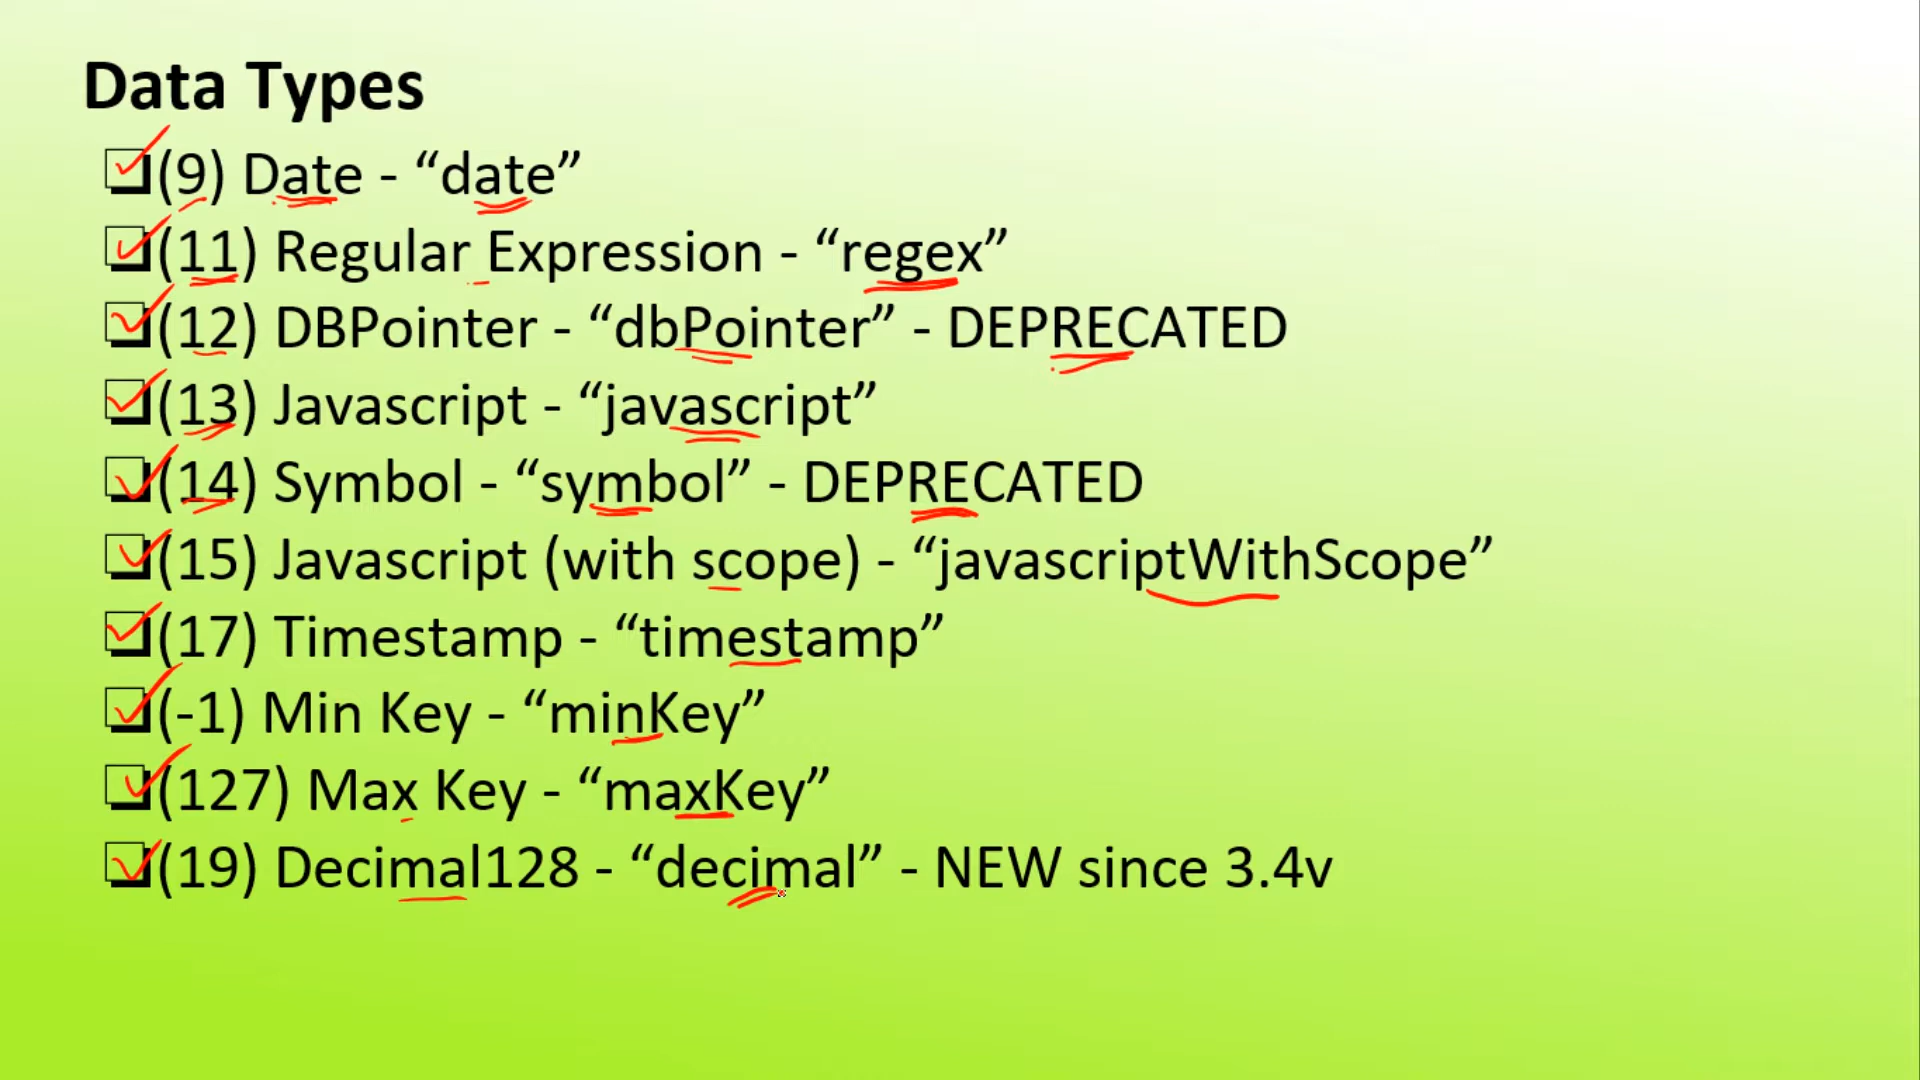 Data Types
(9) Date - “date”
(11) Regular Expression - “regex”
(12) DBPointer - “dbPointer” - DEPRECATED
(13) Javascript - “javascript”
(14) Symbol - “symbol” - DEPRECATED
(15) Javascript (with scope) - “javascriptWithScope”
(17) Timestamp - “timestamp”
(-1) Min Key - “minKey”
(127) Max Key - “maxKey”
(19) Decimal128 - “decimal” - NEW since 3.4v